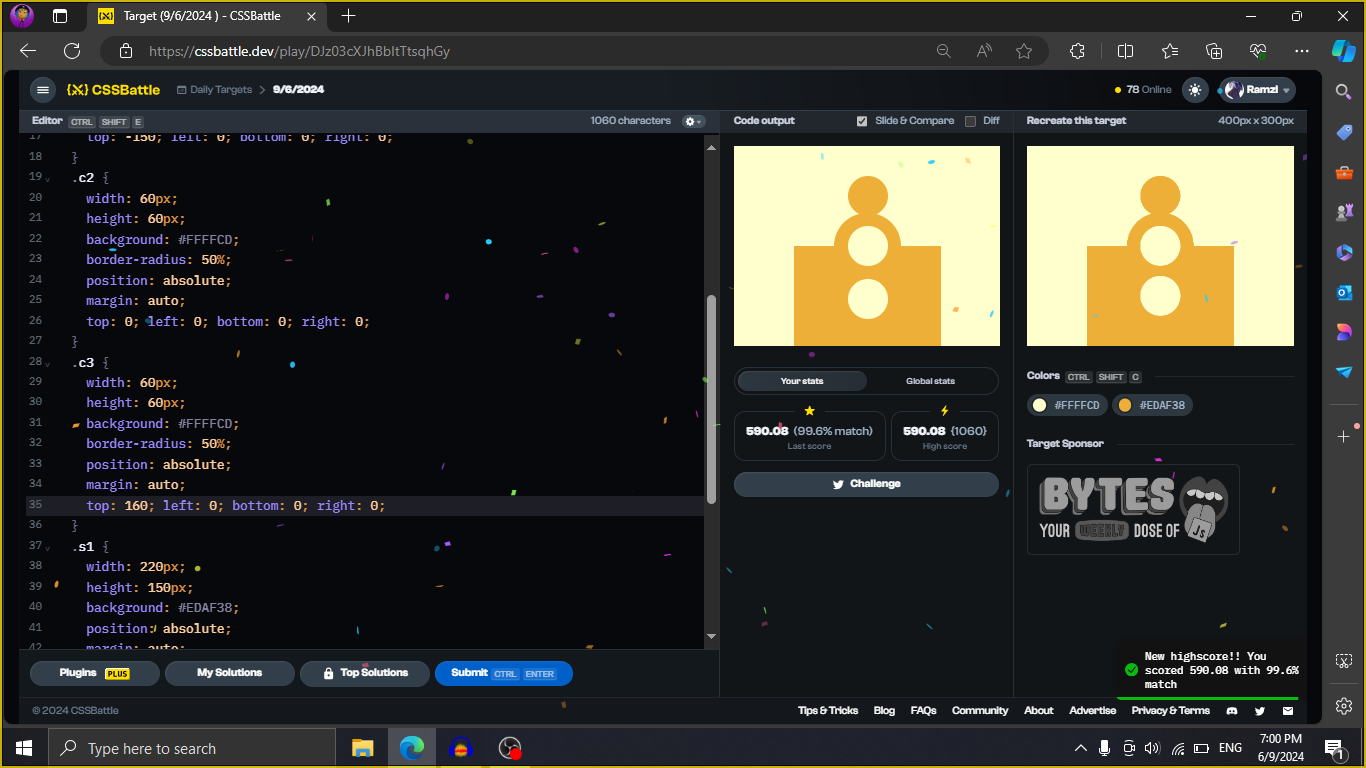 Target (9/6/2024 ) - CSSBattle
https://cssbattle.dev/play/DJz03cXJhBbItTtsqhGy
{X} CSSBattle
Daily Targets > 9/6/2024
78 Online
Ramzi
Editor CTRL SHIFT E
1060 characters
17 top: -150; left: 0; bottom: 0; right: 0;
18 }
19 .c2 {
20 width: 60px;
21 height: 60px;
22 background: #FFFFCD;
23 border-radius: 50%;
24 position: absolute;
25 margin: auto;
26 top: 0; left: 0; bottom: 0; right: 0;
27 }
28 .c3 {
29 width: 60px;
30 height: 60px;
31 background: #FFFFCD;
32 border-radius: 50%;
33 position: absolute;
34 margin: auto;
35 top: 160; left: 0; bottom: 0; right: 0;
36 }
37 .s1 {
38 width: 220px;
39 height: 150px;
40 background: #EDAF38;
41 position: absolute;
42 margin: auto;
Plugins PLUS
My Solutions
Top Solutions
Submit CTRL ENTER
Code output
Slide & Compare
Diff
Your stats
Global stats
590.08 (99.6% match)
Last score
590.08 {1060}
High score
Challenge
Recreate this target
400px x 300px
Colors CTRL SHIFT C
#FFFFCD
#EDAF38
Target Sponsor
BYTES
YOUR WEEKLY DOSE OF JS
New highscore!! You
scored 590.08 with 99.6%
match
© 2024 CSSBattle
Tips & Tricks Blog FAQs Community About Advertise Privacy & Terms
Type here to search
ENG
7:00 PM
6/9/2024
1